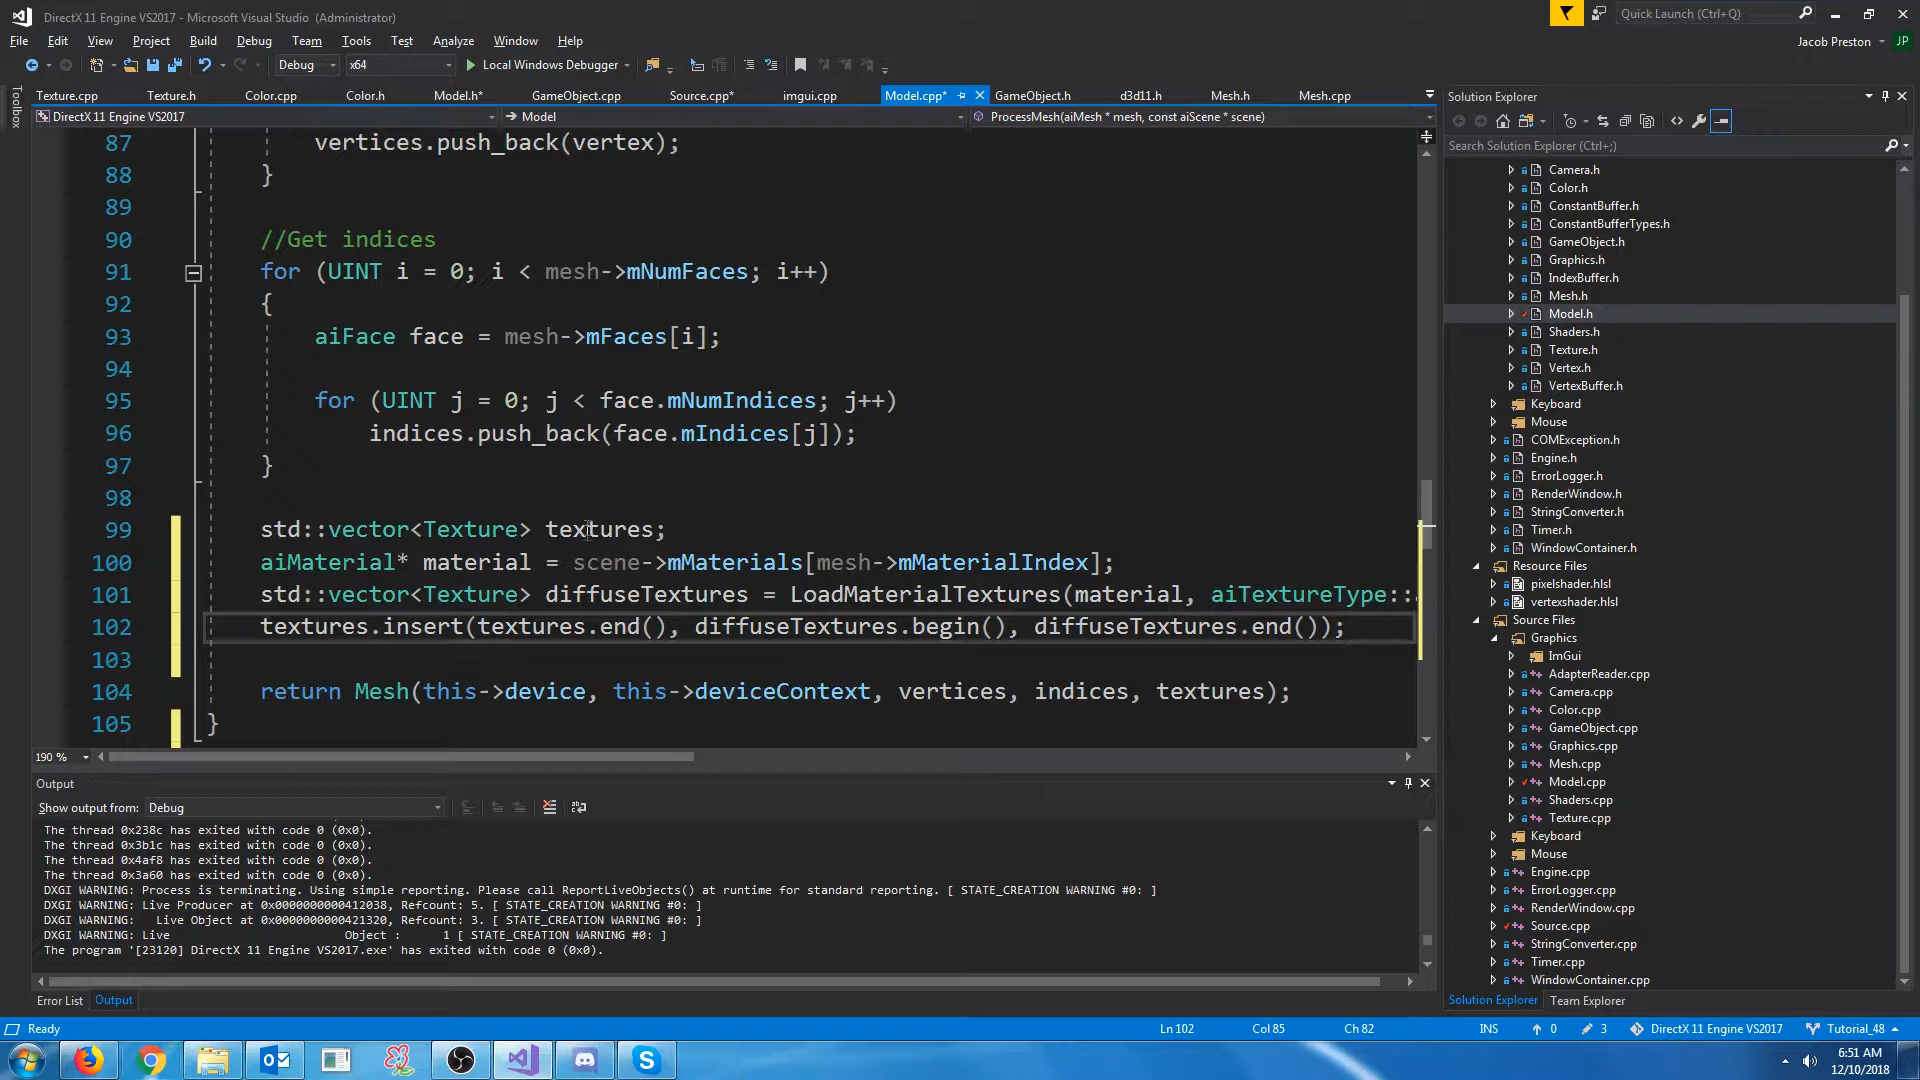 DirectX 11 Engine VS2017 - Microsoft Visual Studio (Administrator)
Quick Launch (Ctrl+Q)
File Edit View Project Build Debug Team Tools Test Analyze Window Help
Jacob Preston JP
Debug x64 Local Windows Debugger
Toolbox
Texture.cpp Texture.h Color.cpp Color.h Model.h* GameObject.cpp Source.cpp* imgui.cpp Model.cpp* GameObject.h d3d11.h Mesh.h Mesh.cpp
DirectX 11 Engine VS2017 Model ProcessMesh(aiMesh * mesh, const aiScene * scene)
87 vertices.push_back(vertex);
88 }
89
90 //Get indices
91 for (UINT i = 0; i < mesh->mNumFaces; i++)
92 {
93 aiFace face = mesh->mFaces[i];
94
95 for (UINT j = 0; j < face.mNumIndices; j++)
96 indices.push_back(face.mIndices[j]);
97 }
98
99 std::vector<Texture> textures;
100 aiMaterial* material = scene->mMaterials[mesh->mMaterialIndex];
101 std::vector<Texture> diffuseTextures = LoadMaterialTextures(material, aiTextureType::
102 textures.insert(textures.end(), diffuseTextures.begin(), diffuseTextures.end());
103
104 return Mesh(this->device, this->deviceContext, vertices, indices, textures);
105 }
190 %
Output
Show output from: Debug
The thread 0x238c has exited with code 0 (0x0).
The thread 0x3b1c has exited with code 0 (0x0).
The thread 0x4af8 has exited with code 0 (0x0).
The thread 0x3a60 has exited with code 0 (0x0).
DXGI WARNING: Process is terminating. Using simple reporting. Please call ReportLiveObjects() at runtime for standard reporting. [ STATE_CREATION WARNING #0: ]
DXGI WARNING: Live Producer at 0x0000000000412038, Refcount: 5. [ STATE_CREATION WARNING #0: ]
DXGI WARNING: Live Object at 0x0000000000421320, Refcount: 3. [ STATE_CREATION WARNING #0: ]
DXGI WARNING: Live Object : 1 [ STATE_CREATION WARNING #0: ]
The program '[23120] DirectX 11 Engine VS2017.exe' has exited with code 0 (0x0).
Error List Output
Solution Explorer
Search Solution Explorer (Ctrl+;)
Camera.h
Color.h
ConstantBuffer.h
ConstantBufferTypes.h
GameObject.h
Graphics.h
IndexBuffer.h
Mesh.h
Model.h
Shaders.h
Texture.h
Vertex.h
VertexBuffer.h
Keyboard
Mouse
COMException.h
Engine.h
ErrorLogger.h
RenderWindow.h
StringConverter.h
Timer.h
WindowContainer.h
Resource Files
pixelshader.hlsl
vertexshader.hlsl
Source Files
Graphics
ImGui
AdapterReader.cpp
Camera.cpp
Color.cpp
GameObject.cpp
Graphics.cpp
Mesh.cpp
Model.cpp
Shaders.cpp
Texture.cpp
Keyboard
Mouse
Engine.cpp
ErrorLogger.cpp
RenderWindow.cpp
Source.cpp
StringConverter.cpp
Timer.cpp
WindowContainer.cpp
Solution Explorer Team Explorer
Ready Ln 102 Col 85 Ch 82 INS 0 3 DirectX 11 Engine VS2017 Tutorial_48
6:51 AM
12/10/2018